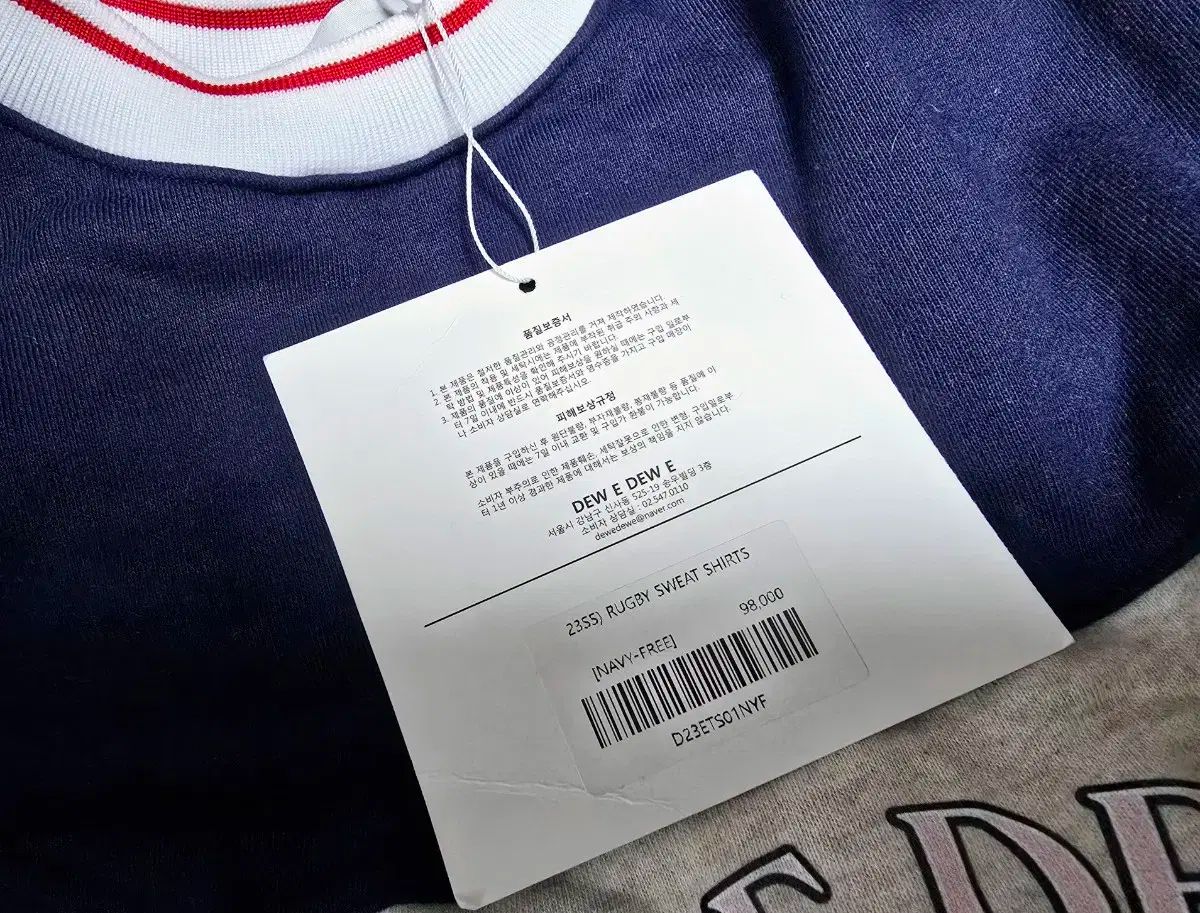 품질보증서
1. 본 제품은 철저한 품질관리와 공정관리를 거쳐 제작하였습니다.
2. 본 제품의 착용 및 세탁시에는 제품에 부착된 취급 주의 사항과 세
탁 방법 및 제품특성을 확인해 주시기 바랍니다.
3. 제품의 품질에 이상이 있어 피해보상을 원하실 때에는 구입 일로부
터 7일 이내에 반드시 품질보증서와 영수증을 가지고 구입 매장이
나 소비자 상담실로 연락해주십시오.
피해보상규정
본 제품을 구입하신 후 원단불량, 부자재불량, 봉재불량 등 품질에 이
상이 있을 때에는 7일 이내 교환 및 구입가 환불이 가능합니다.
소비자 부주의로 인한 제품훼손, 세탁잘못으로 인한 변형, 구입일로부
터 1년 이상 경과한 제품에 대해서는 보상의 책임을 지지 않습니다.
DEW E DEW E
서울시 강남구 신사동 525-19 승우빌딩 3층
소비자 상담실 : 02.547.0110
dewedewe@naver.com
23SS) RUGBY SWEAT SHIRTS
98,000
[NAVY-FREE]
D23ETS01NYF
E DE